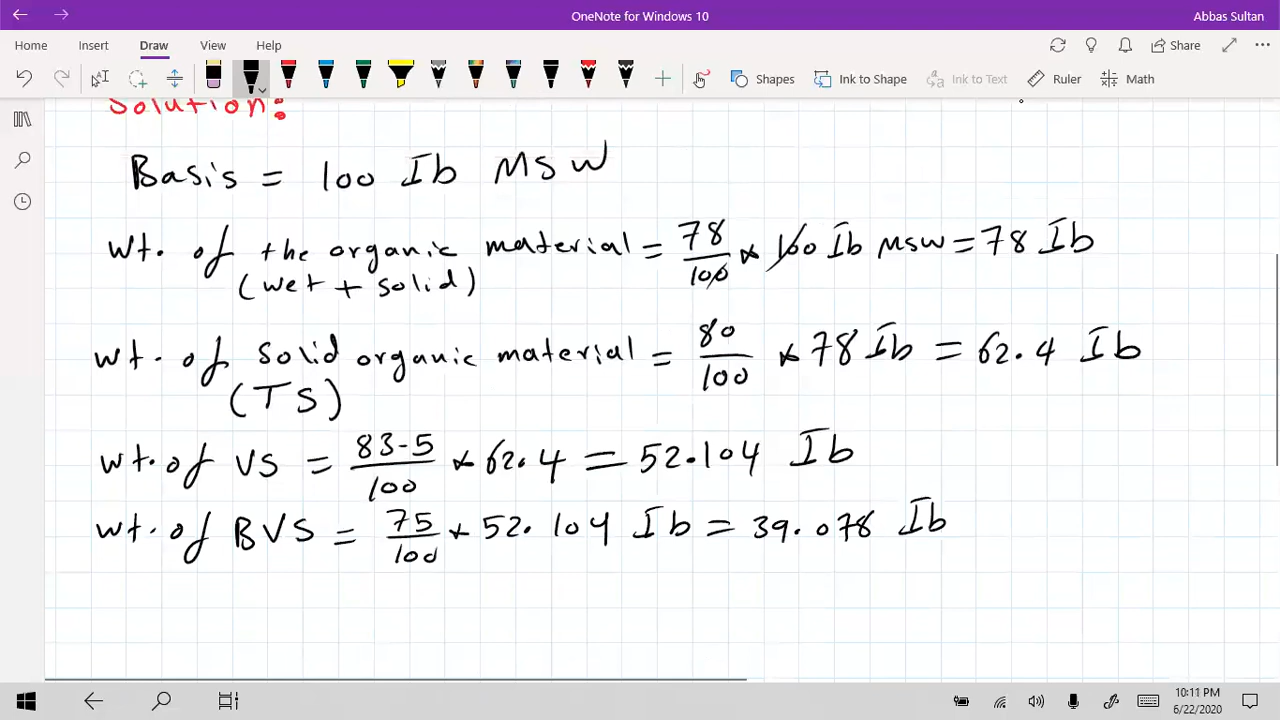 OneNote for Windows 10
Abbas Sultan
Home Insert Draw View Help
Share
Shapes Ink to Shape Ink to Text Ruler Math
Solution:
Basis = 100 Ib MSW
Wt. of the organic material = 78/100 * 100 Ib MSW = 78 Ib
(wet + solid)
Wt. of Solid organic material = 80/100 * 78 Ib = 62.4 Ib
(TS)
wt. of VS = 83-5/100 * 62.4 = 52.104 Ib
wt. of BVS = 75/100 * 52.104 Ib = 39.078 Ib
10:11 PM
6/22/2020